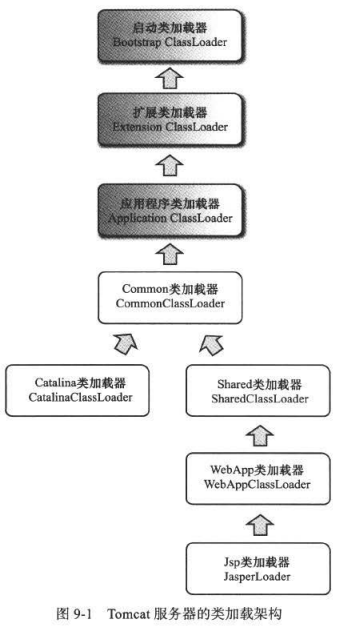 启动类加载器
Bootstrap ClassLoader
扩展类加载器
Extension ClassLoader
应用程序类加载器
Application ClassLoader
Common类加载器
CommonClassLoader
Catalina类加载器
CatalinaClassLoader
Shared类加载器
SharedClassLoader
WebApp类加载器
WebAppClassLoader
Jsp类加载器
JasperLoader
图 9-1 Tomcat 服务器的类加载架构